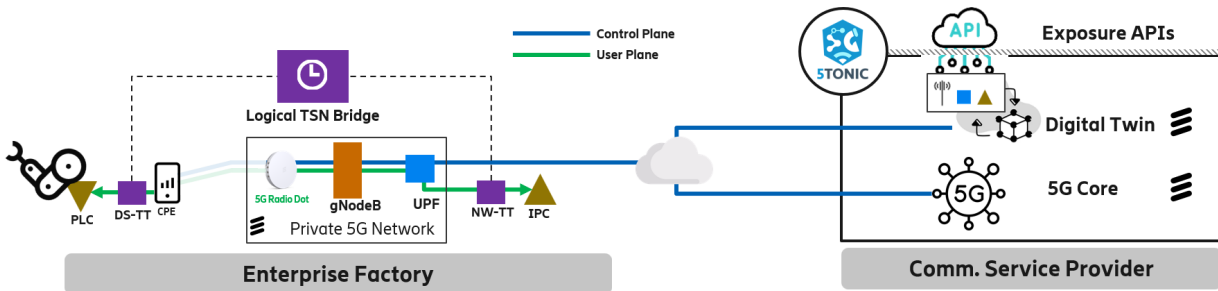 Control Plane
User Plane
Logical TSN Bridge
PLC
DS-TT
CPE
5G Radio Dot
gNodeB
UPF
NW-TT
IPC
Private 5G Network
Enterprise Factory
5G
5TONIC
API
Exposure APIs
Digital Twin
5G
5G Core
Comm. Service Provider